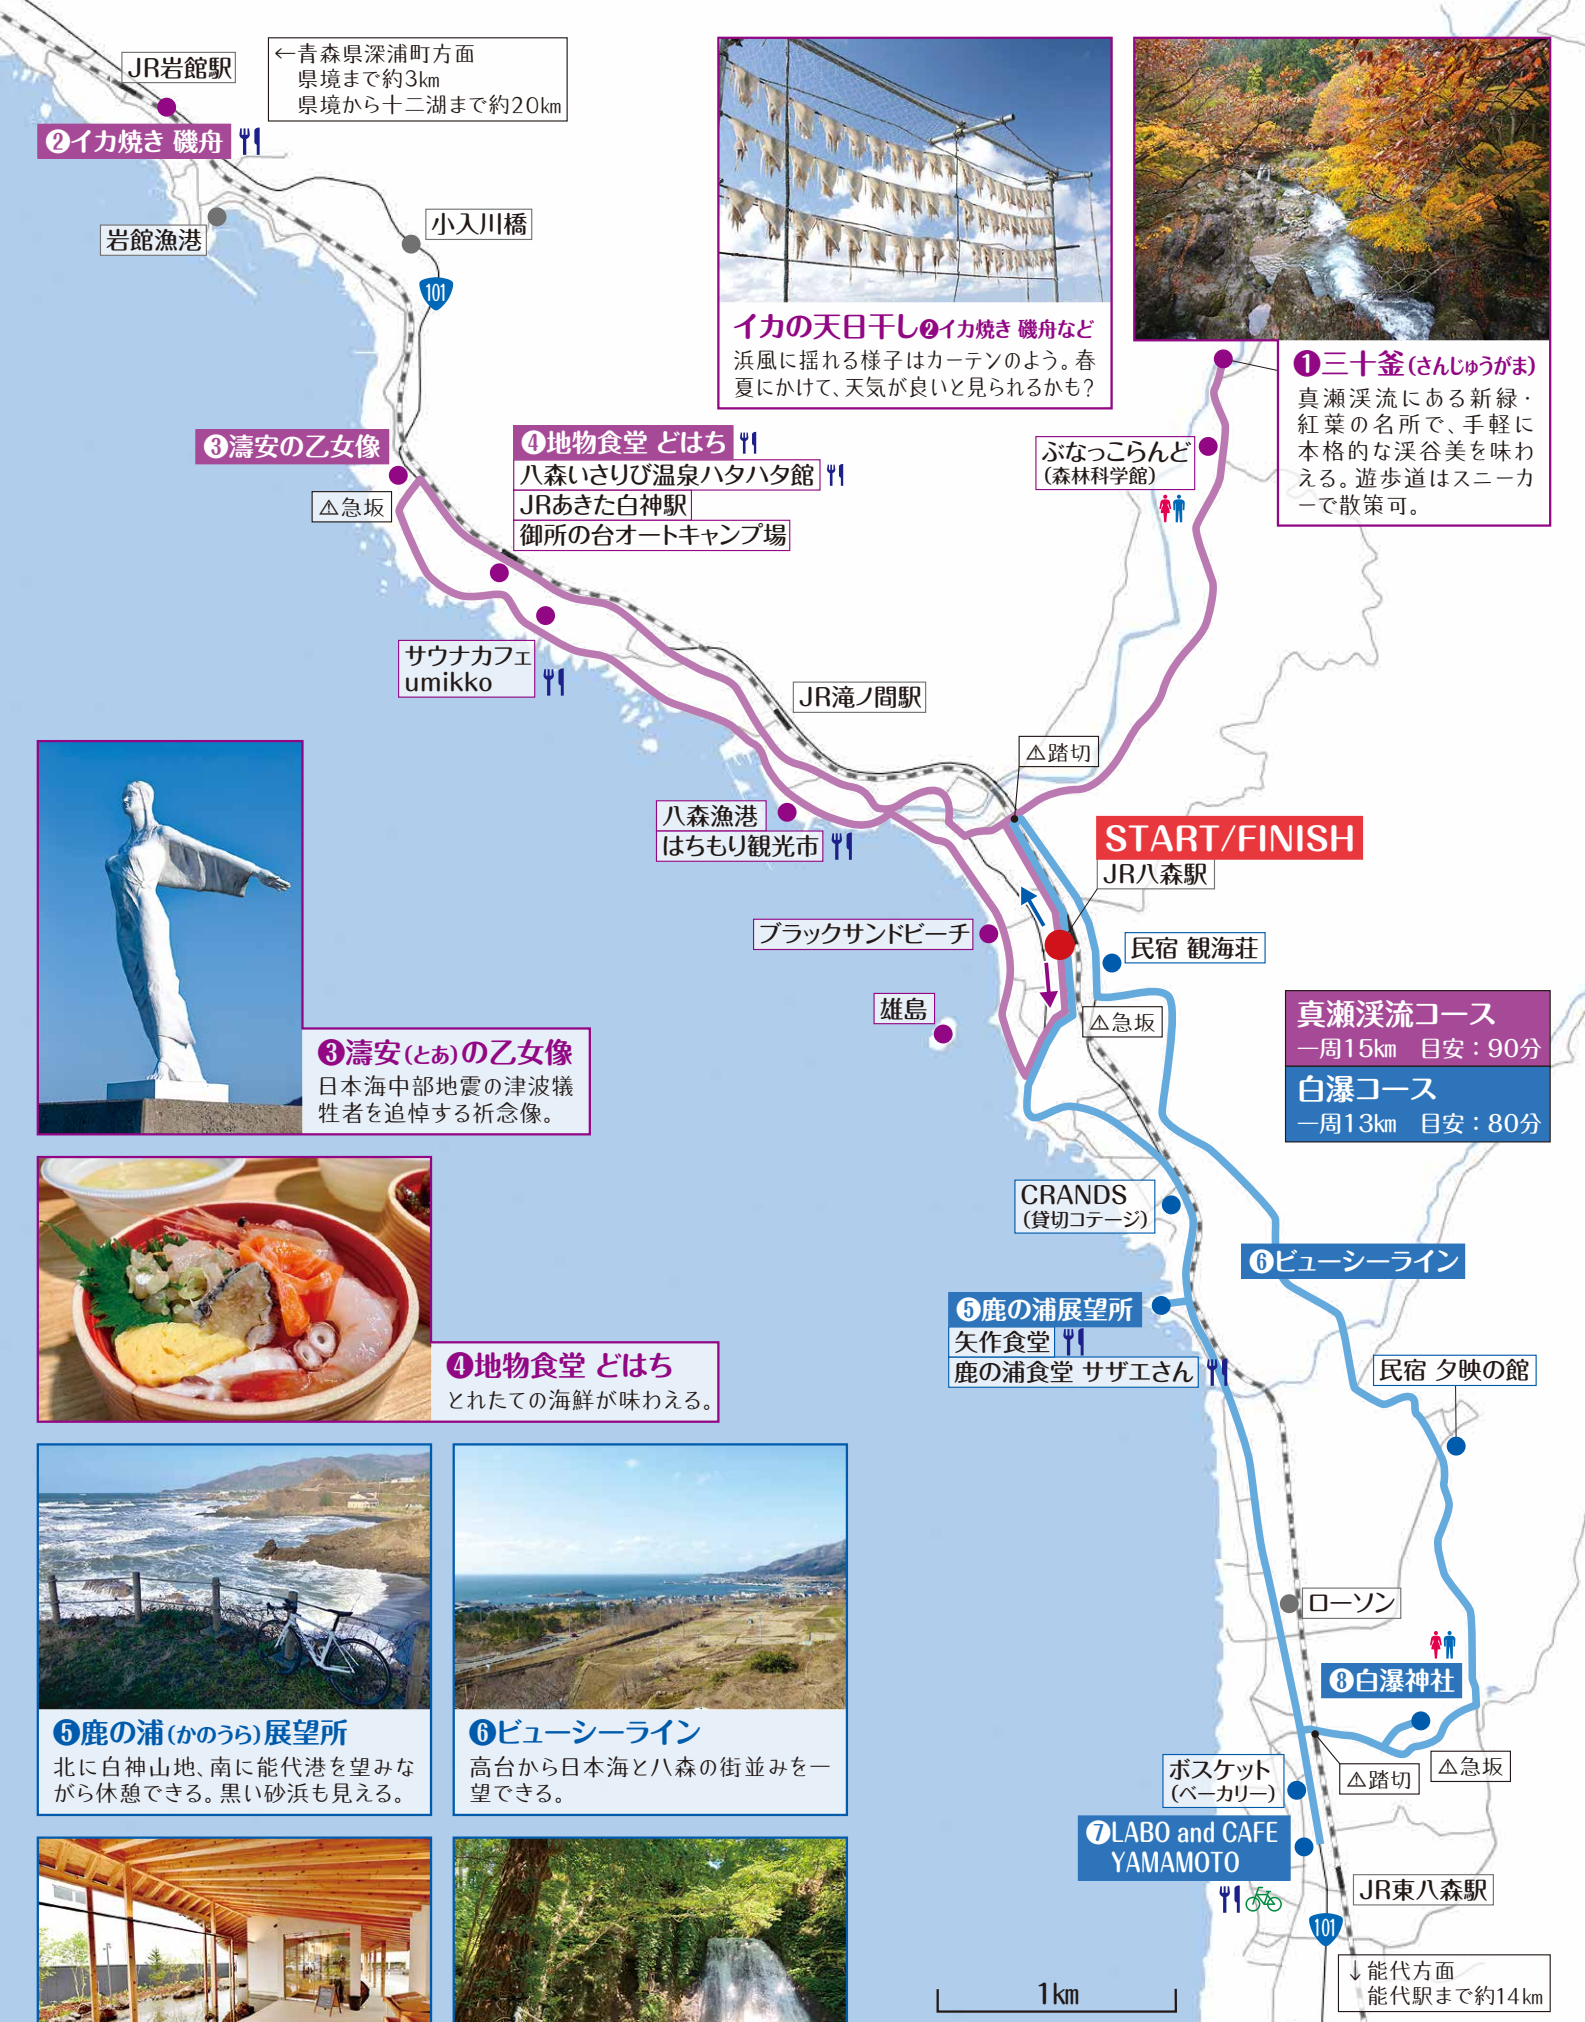 JR岩館駅
←青森県深浦町方面
県境まで約3km
県境から十二湖まで約20km
❷イカ焼き 磯舟
岩館漁港
小入川橋
101
イカの天日干し❷イカ焼き 磯舟など
浜風に揺れる様子はカーテンのよう。春
夏にかけて、天気が良いと見られるかも?
❶三十釜(さんじゅうがま)
真瀬渓流にある新緑・
紅葉の名所で、手軽に
本格的な渓谷美を味わ
える。遊歩道はスニーカ
ーで散策可。
❸濤安の乙女像
⚠急坂
❹地物食堂 どはち
八森いさりび温泉ハタハタ館
JRあきた白神駅
御所の台オートキャンプ場
ぶなっこらんど
(森林科学館)
サウナカフェ
umikko
JR滝ノ間駅
⚠踏切
八森漁港
はちもり観光市
START/FINISH
JR八森駅
ブラックサンドビーチ
民宿 観海荘
雄島
⚠急坂
真瀬渓流コース
一周15km 目安:90分
白瀑コース
一周13km 目安:80分
❸濤安(とあ)の乙女像
日本海中部地震の津波犠
牲者を追悼する祈念像。
CRANDS
(貸切コテージ)
❻ビューシーライン
❺鹿の浦展望所
矢作食堂
鹿の浦食堂 サザエさん
❹地物食堂 どはち
とれたての海鮮が味わえる。
民宿 夕映の館
ローソン
❽白瀑神社
❺鹿の浦(かのうら)展望所
北に白神山地、南に能代港を望みな
がら休憩できる。黒い砂浜も見える。
❻ビューシーライン
高台から日本海と八森の街並みを一
望できる。
ボスケット
(ベーカリー)
⚠踏切
⚠急坂
❼LABO and CAFE
YAMAMOTO
JR東八森駅
101
↓能代方面
能代駅まで約14km
1km